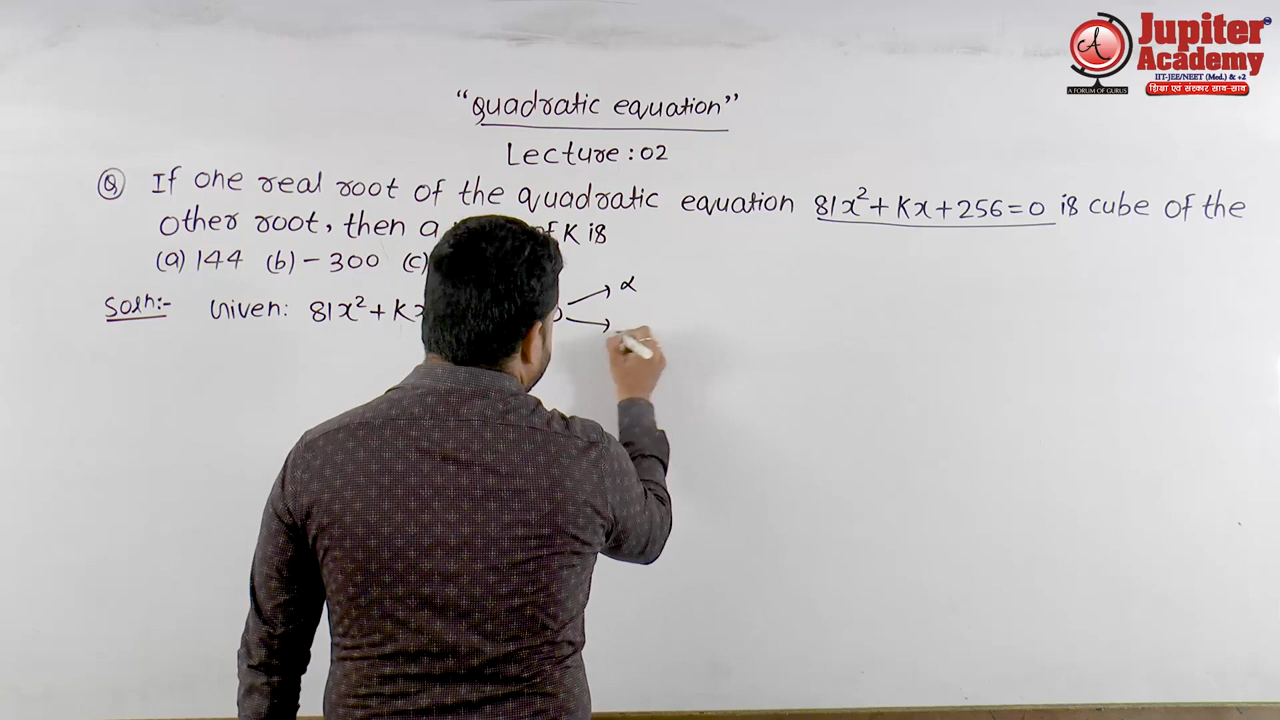 Jupiter
Academy
IIT-JEE/NEET (Med.) & +2
A FORUM OF GURUS
शिक्षा एवं संस्कार साथ-साथ
"Quadratic equation"
Lecture : 02
Q If one real root of the quadratic equation 81x²+Kx+256=0 is cube of the
other root, then a of K is
(a) 144 (b) -300 (c)
Soln:- Given: 81x²+Kx
α